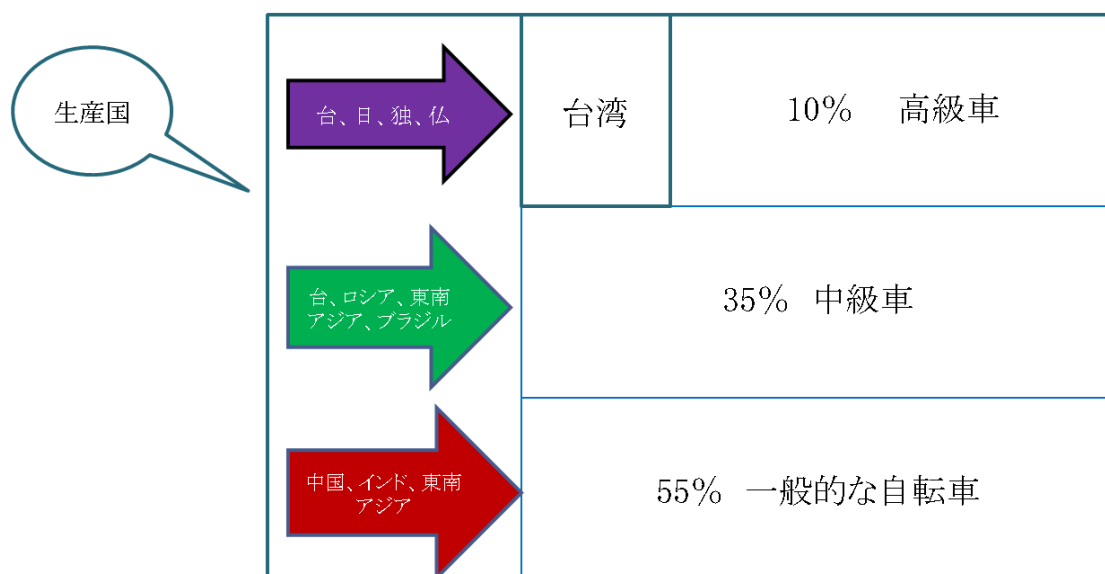 生産国
台、日、独、仏
台湾
10%　高級車
台、ロシア、東南
アジア、ブラジル
35%　中級車
中国、インド、東南
アジア
55%　一般的な自転車